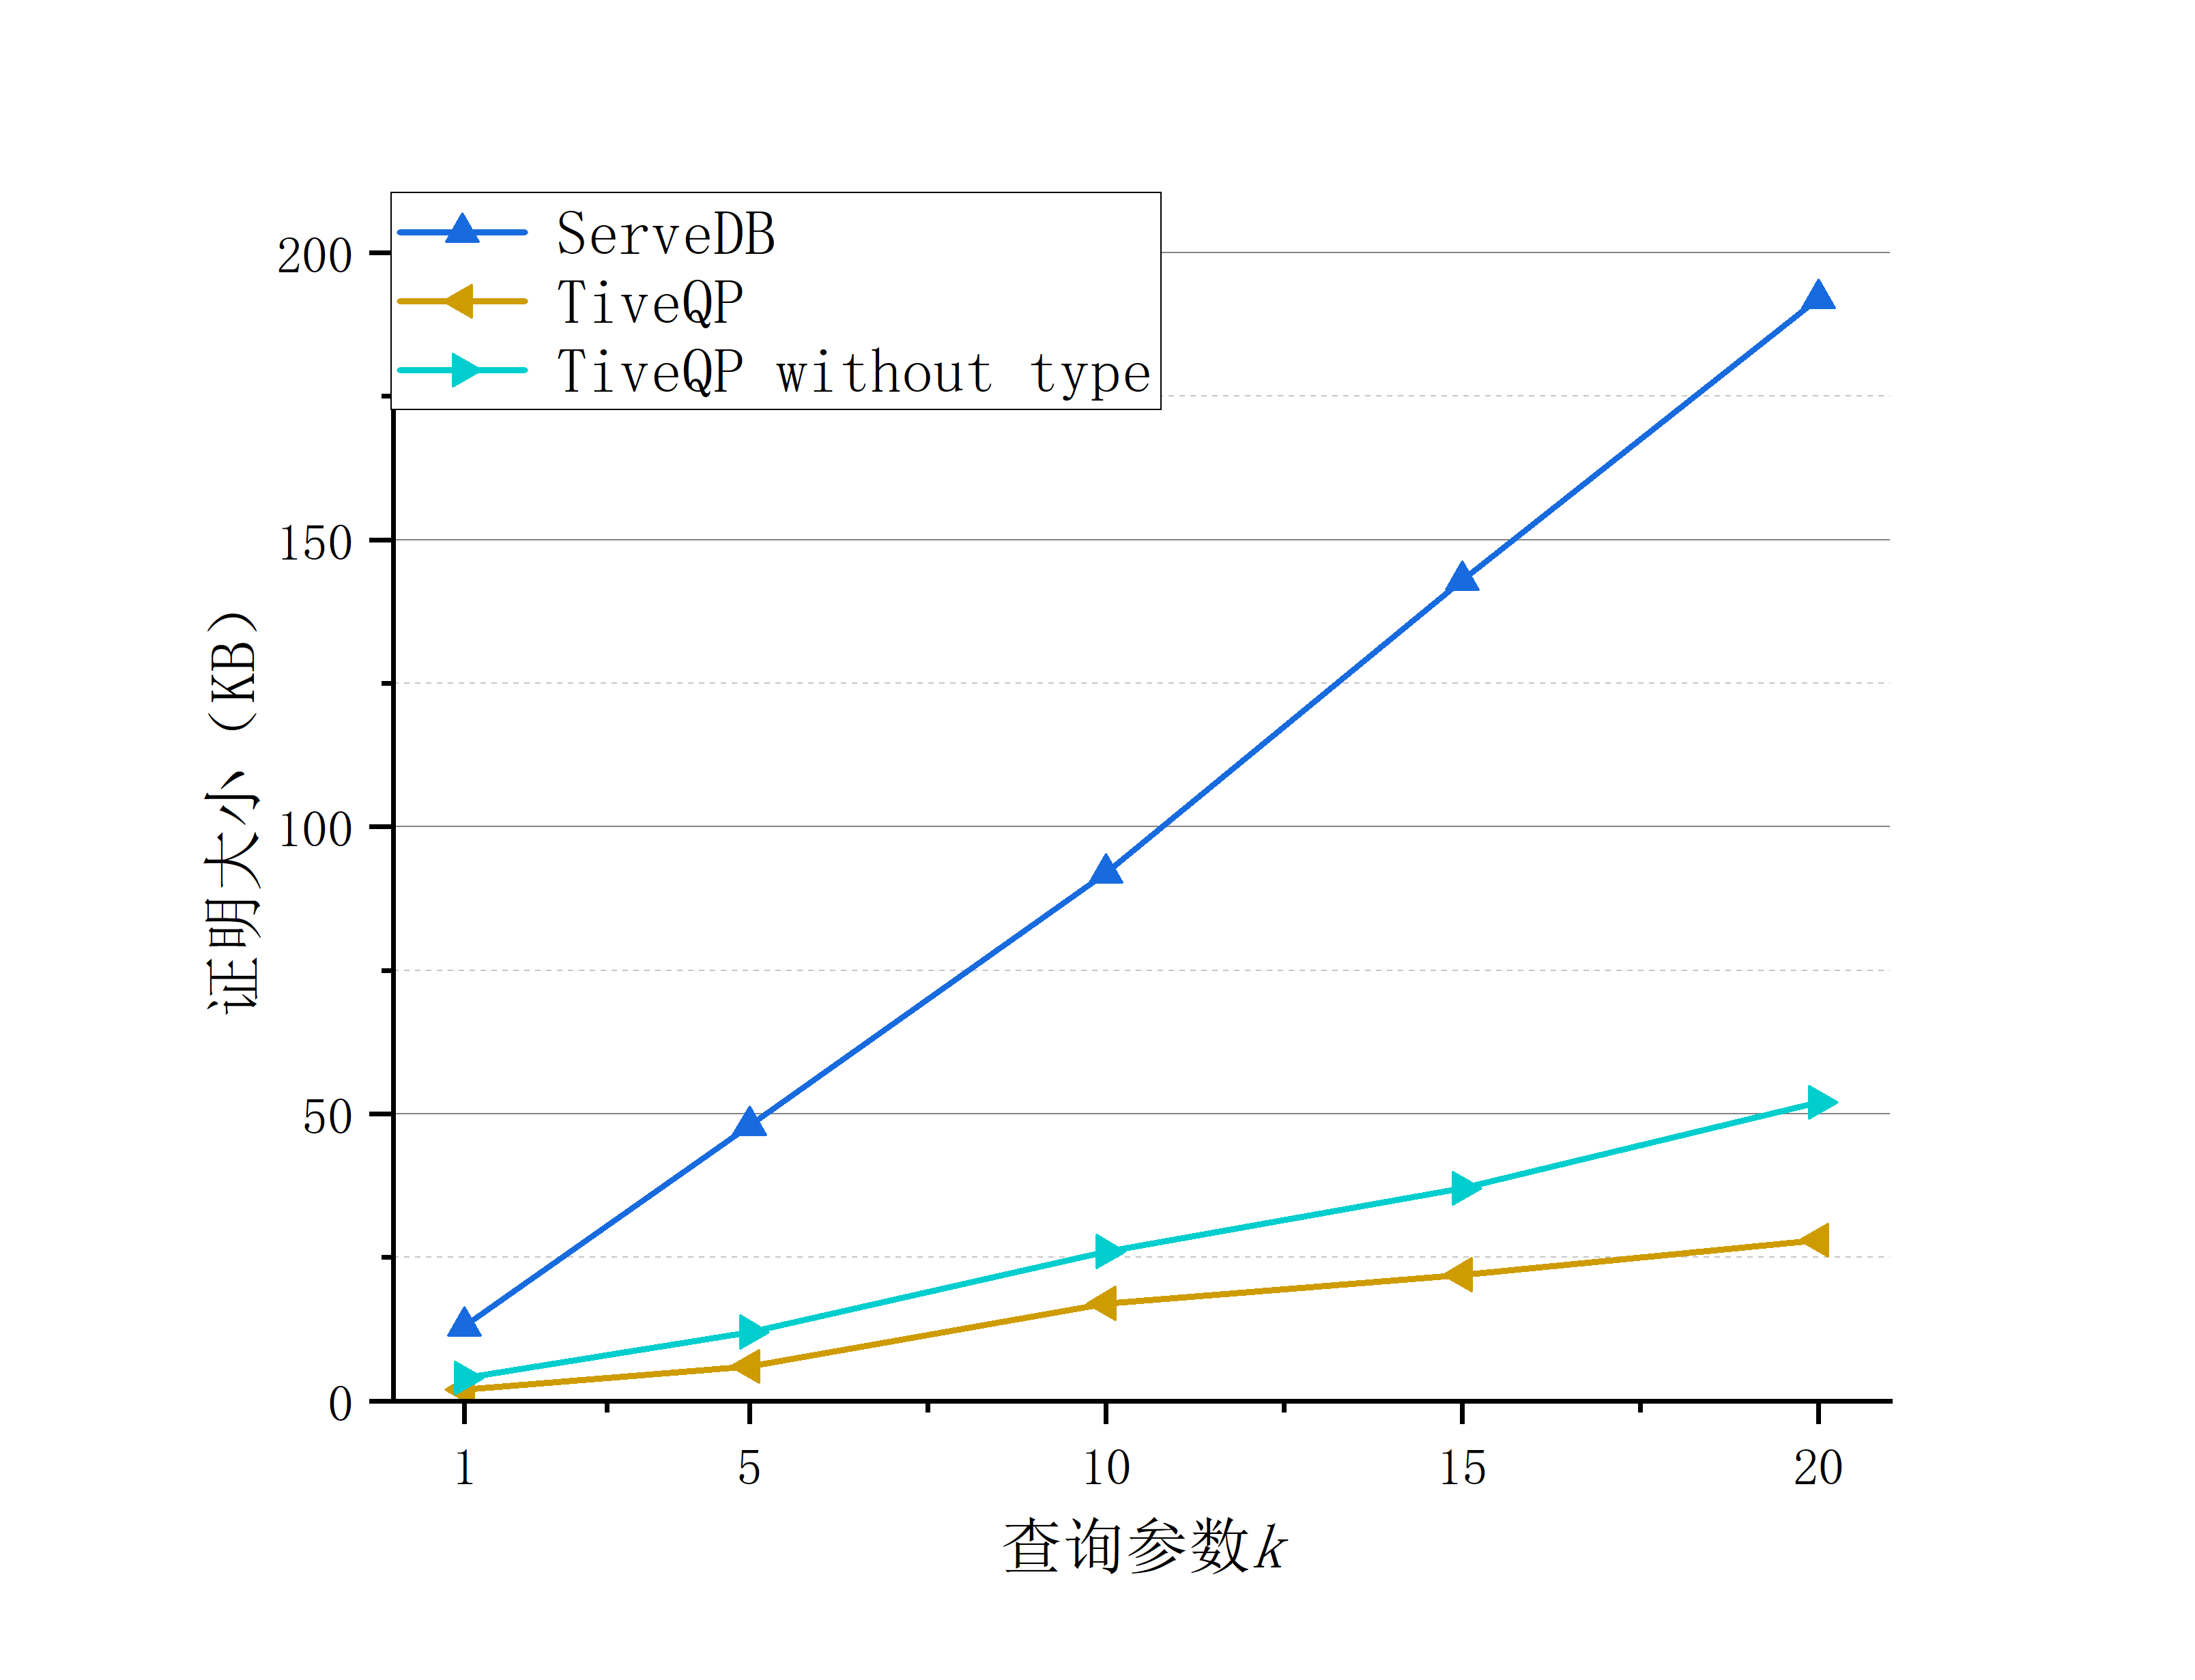 ServeDB
TiveQP
TiveQP without type
200
150
100
50
0
证明大小（KB）
1 5 10 15 20
查询参数k